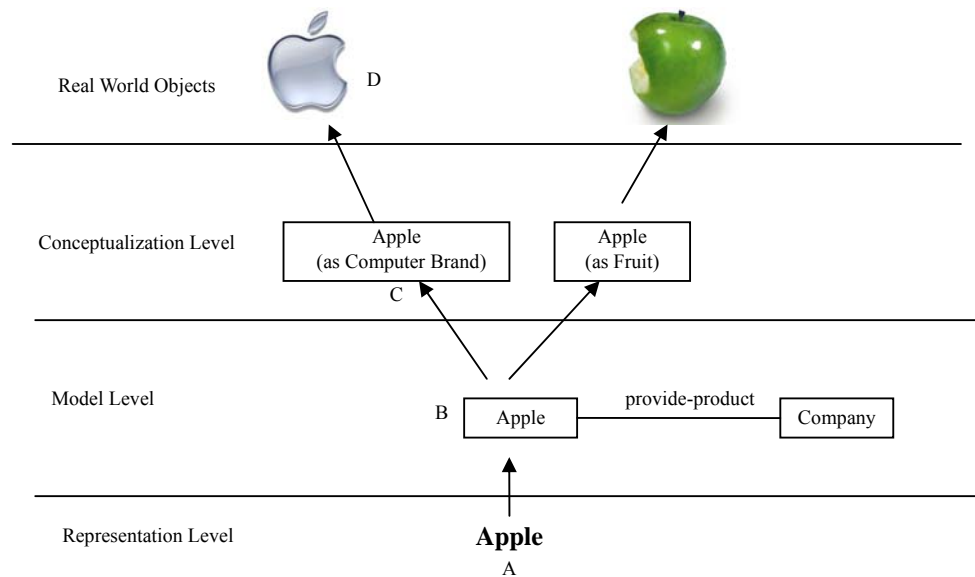 Real World Objects
D
Conceptualization Level
Apple
(as Computer Brand)
Apple
(as Fruit)
C
Model Level
B
Apple
provide-product
Company
Representation Level
Apple
A